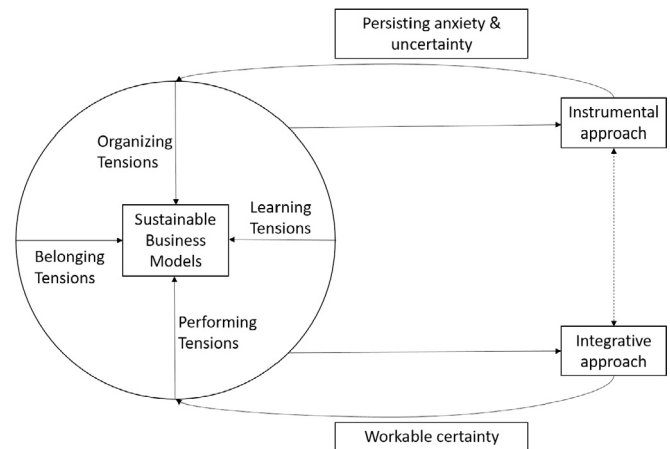 Persisting anxiety &
uncertainty
Instrumental
approach
Organizing
Tensions
Learning
Tensions
Sustainable
Business
Models
Belonging
Tensions
Performing
Tensions
Integrative
approach
Workable certainty